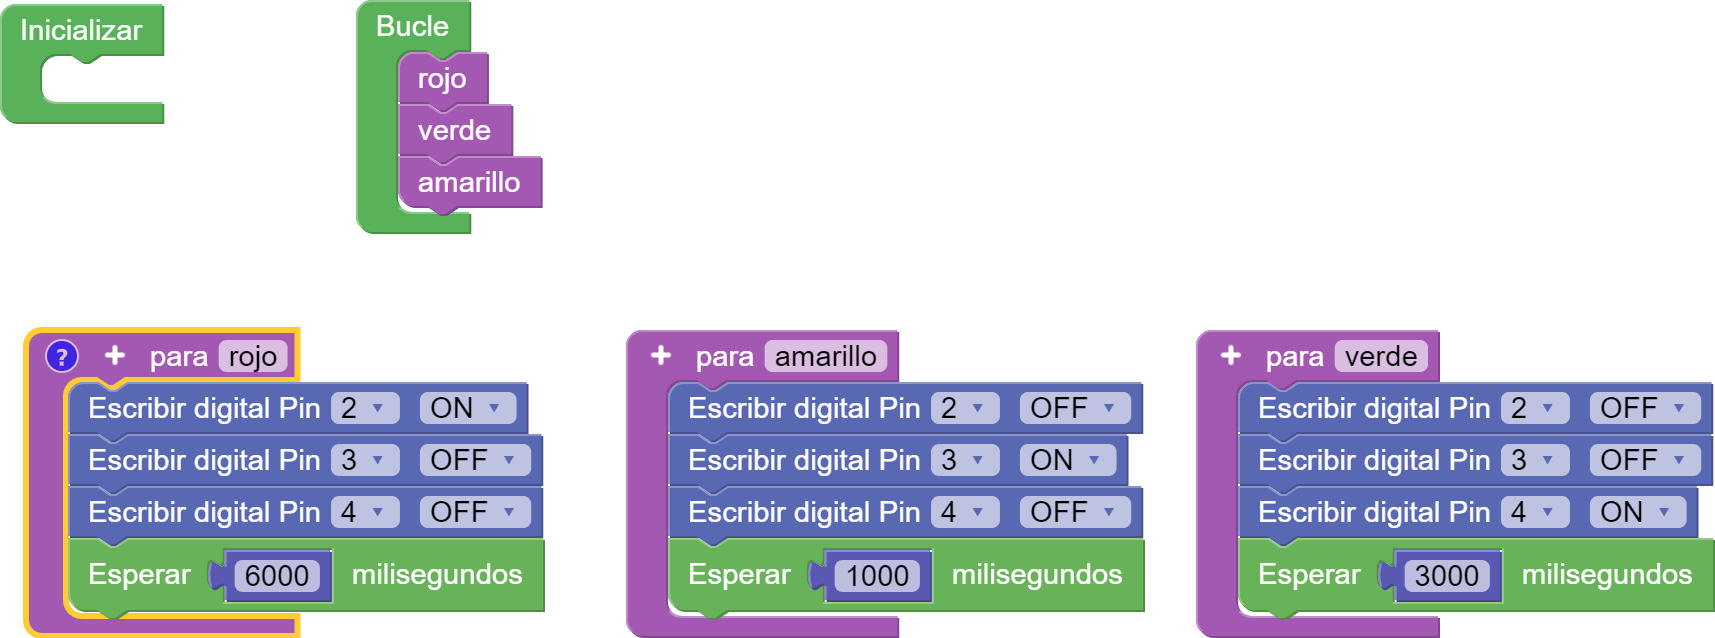 Inicializar
Bucle
rojo
verde
amarillo
? + para rojo
Escribir digital Pin 2 ON
Escribir digital Pin 3 OFF
Escribir digital Pin 4 OFF
Esperar 6000 milisegundos
+ para amarillo
Escribir digital Pin 2 OFF
Escribir digital Pin 3 ON
Escribir digital Pin 4 OFF
Esperar 1000 milisegundos
+ para verde
Escribir digital Pin 2 OFF
Escribir digital Pin 3 OFF
Escribir digital Pin 4 ON
Esperar 3000 milisegundos